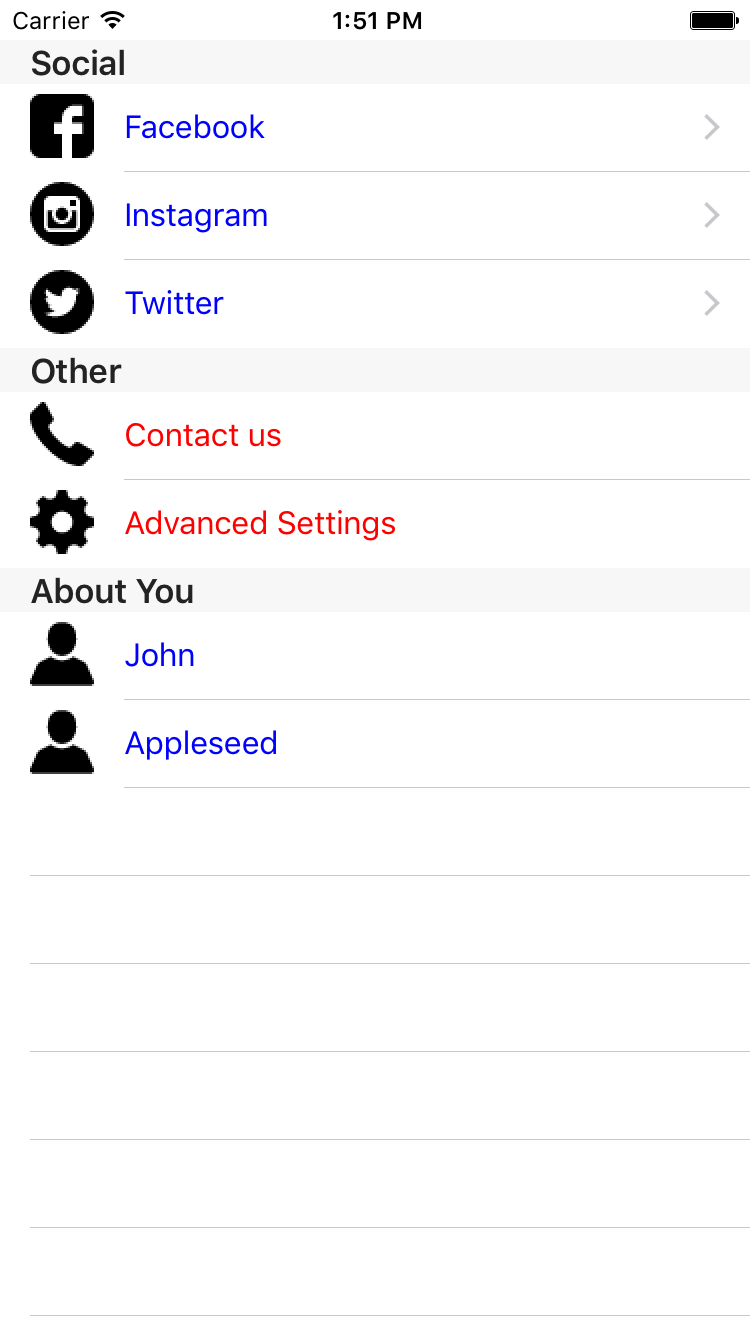 Carrier 1:51 PM
Social
Facebook
Instagram
Twitter
Other
Contact us
Advanced Settings
About You
John
Appleseed